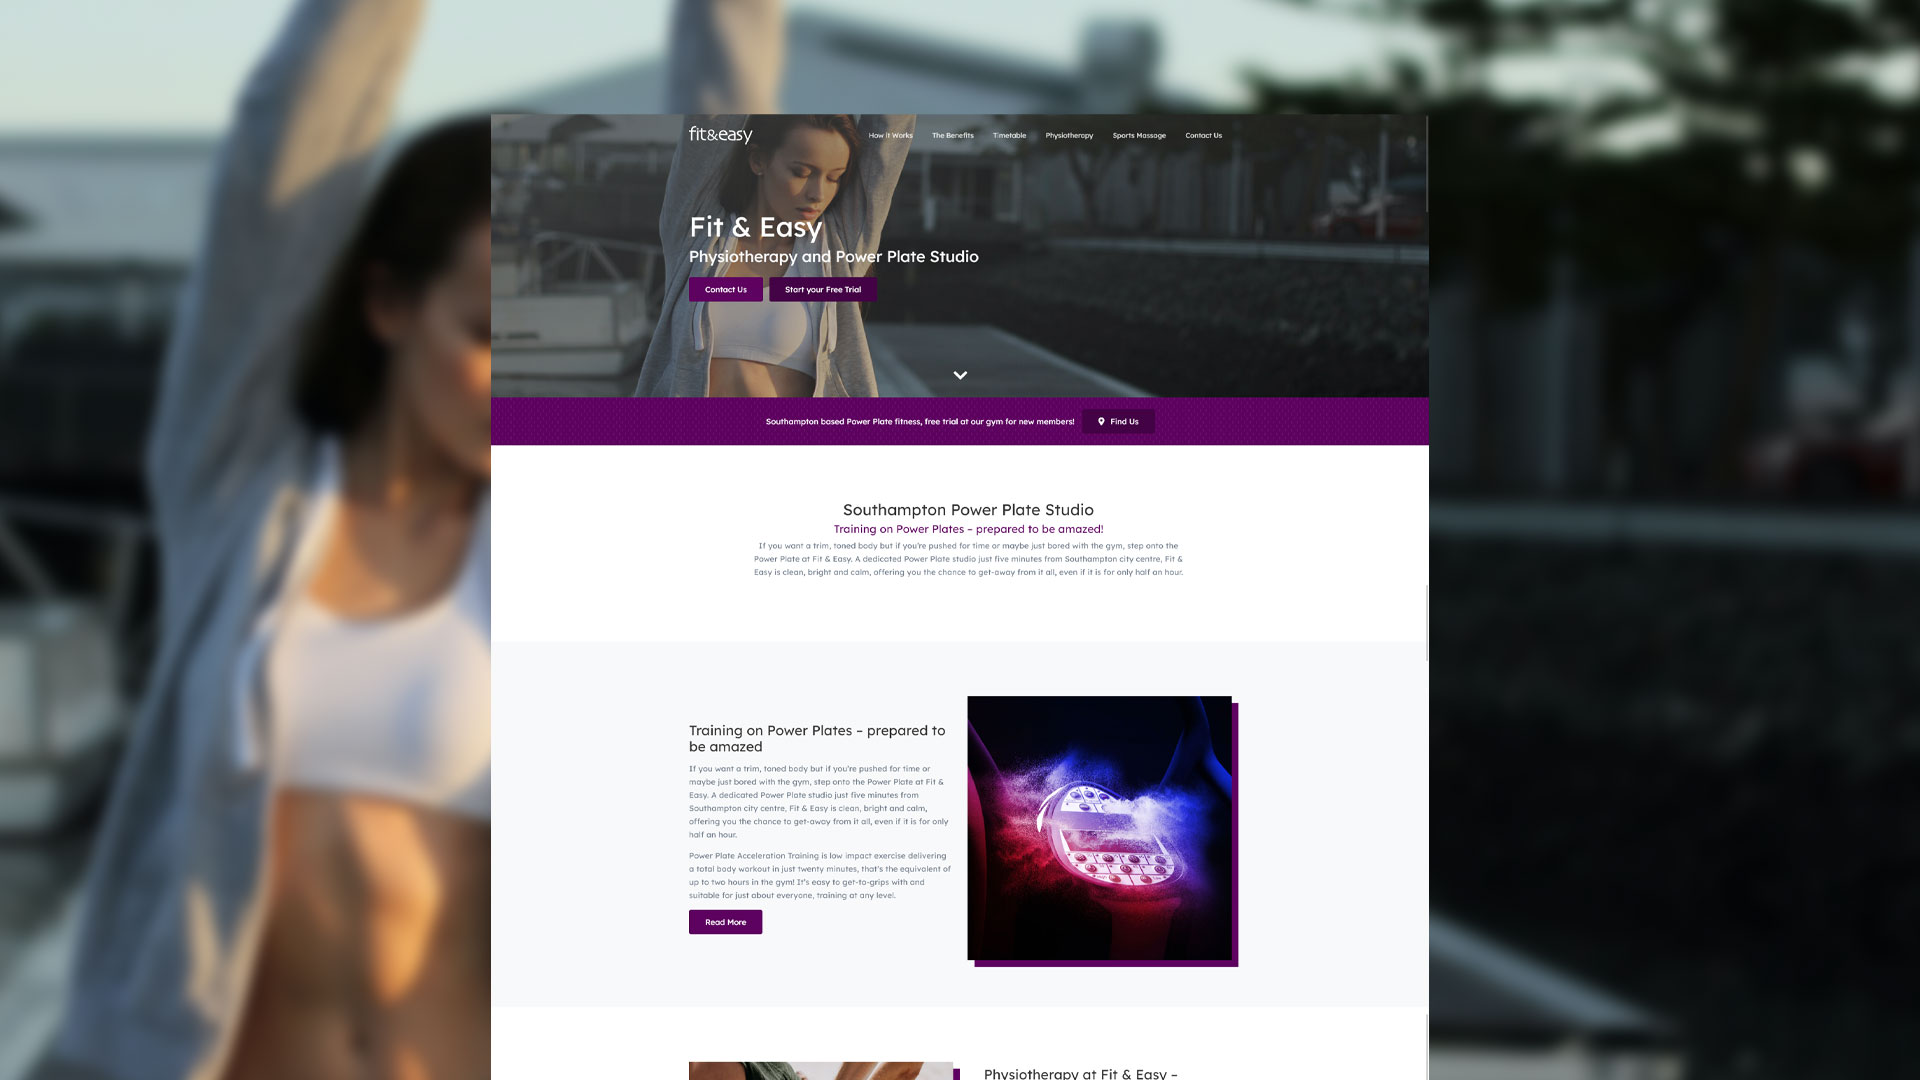 fit&easy
How it Works The Benefits Timetable Physiotherapy Sports Massage Contact Us
Fit & Easy
Physiotherapy and Power Plate Studio
Contact Us Start your Free Trial
Southampton based Power Plate fitness, free trial at our gym for new members! Find Us
Southampton Power Plate Studio
Training on Power Plates – prepared to be amazed!
If you want a trim, toned body but if you're pushed for time or maybe just bored with the gym, step onto the
Power Plate at Fit & Easy. A dedicated Power Plate studio just five minutes from Southampton city centre, Fit &
Easy is clean, bright and calm, offering you the chance to get-away from it all, even if it is for only half an hour.
Training on Power Plates – prepared to
be amazed
If you want a trim, toned body but if you're pushed for time or
maybe just bored with the gym, step onto the Power Plate at Fit &
Easy. A dedicated Power Plate studio just five minutes from
Southampton city centre, Fit & Easy is clean, bright and calm,
offering you the chance to get-away from it all, even if it is for only
half an hour.
Power Plate Acceleration Training is low impact exercise delivering
a total body workout in just twenty minutes, that's the equivalent of
up to two hours in the gym! It's easy to get-to-grips with and
suitable for just about everyone, training at any level.
Read More
Physiotherapy at Fit & Easy –